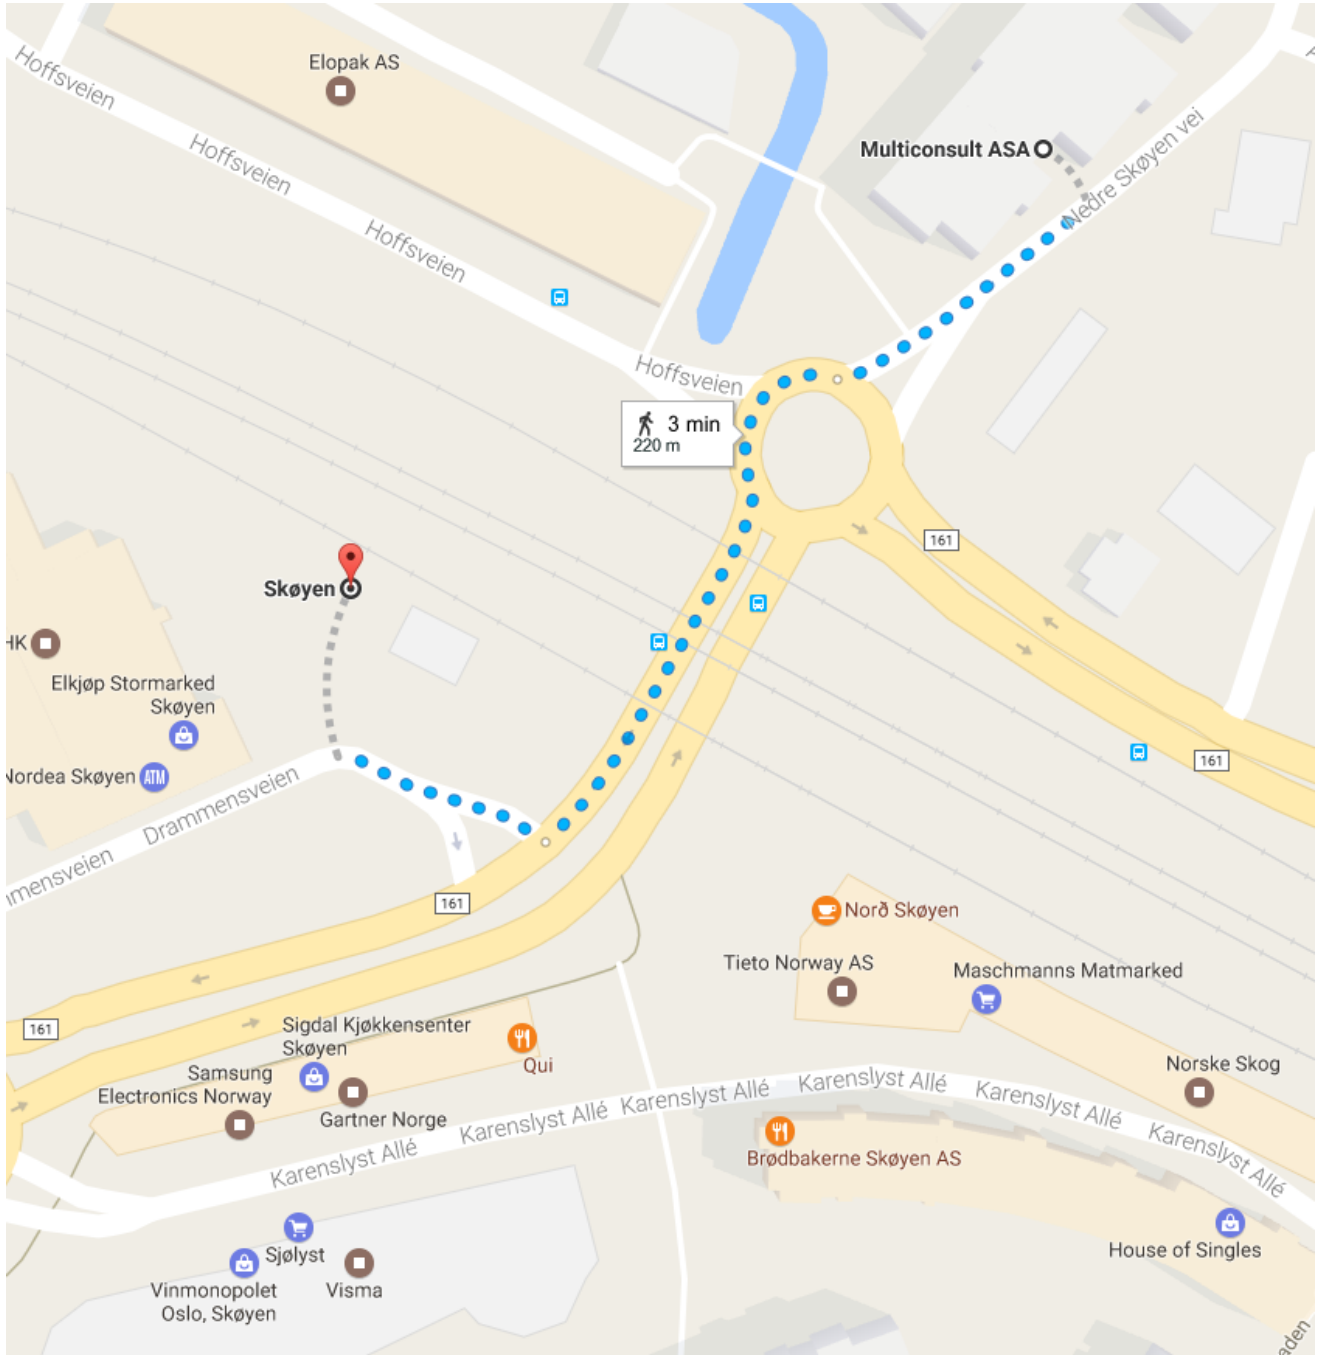 Elopak AS
Hoffsveien
Hoffsveien
Hoffsveien
Multiconsult ASA
Nedre Skøyen vei
Hoffsveien
3 min
220 m
161
Skøyen
HK
Elkjøp Stormarked
Skøyen
Nordea Skøyen
ATM
Drammensveien
mmensveien
161
161
Norð Skøyen
Tieto Norway AS
Maschmanns Matmarked
161
Sigdal Kjøkkensenter
Skøyen
Qui
Samsung
Electronics Norway
Gartner Norge
Norske Skog
Karenslyst Allé
Karenslyst Allé
Karenslyst Allé
Karenslyst Allé
Karenslyst Allé
Karenslyst Allé
Brødbakerne Skøyen AS
House of Singles
Sjølyst
Vinmonopolet
Oslo, Skøyen
Visma
aden